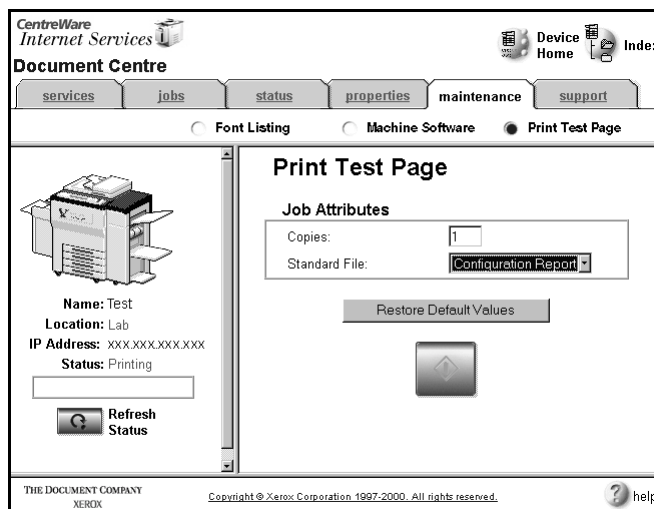 CentreWare
Internet Services
Document Centre
Device
Home
services
jobs
status
properties
maintenance
support
Font Listing
Machine Software
Print Test Page
Print Test Page
Job Attributes
Copies: 1
Standard File: Configuration Report
Restore Default Values
Name: Test
Location: Lab
IP Address: xxx.xxx.xxx.xxx
Status: Printing
Refresh
Status
THE DOCUMENT COMPANY
XEROX
Copyright © Xerox Corporation 1997-2000. All rights reserved.
help